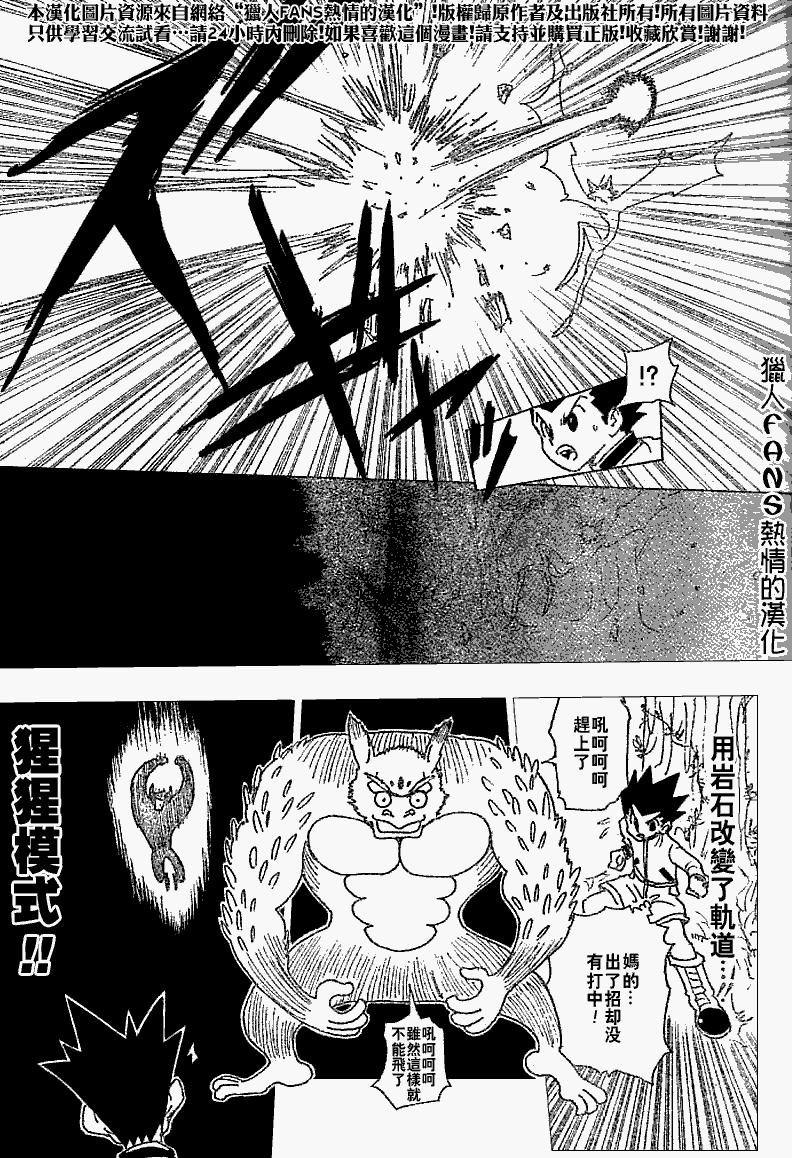 本漢化圖片資源來自網絡“獵人FANS熱情的漢化”!版權歸原作者及出版社所有!所有圖片資料
只供學習交流試看…請24小時內刪除!如果喜歡這個漫畫!請支持並購買正版!收藏欣賞!謝謝!
獵人FANS熱情的漢化
!?
用岩石改變了軌道…
吼呵呵呵
趕上了
媽的…
出了招却没
有打中!
吼呵呵呵
雖然這樣就
不能飛了
猩猩模式!!